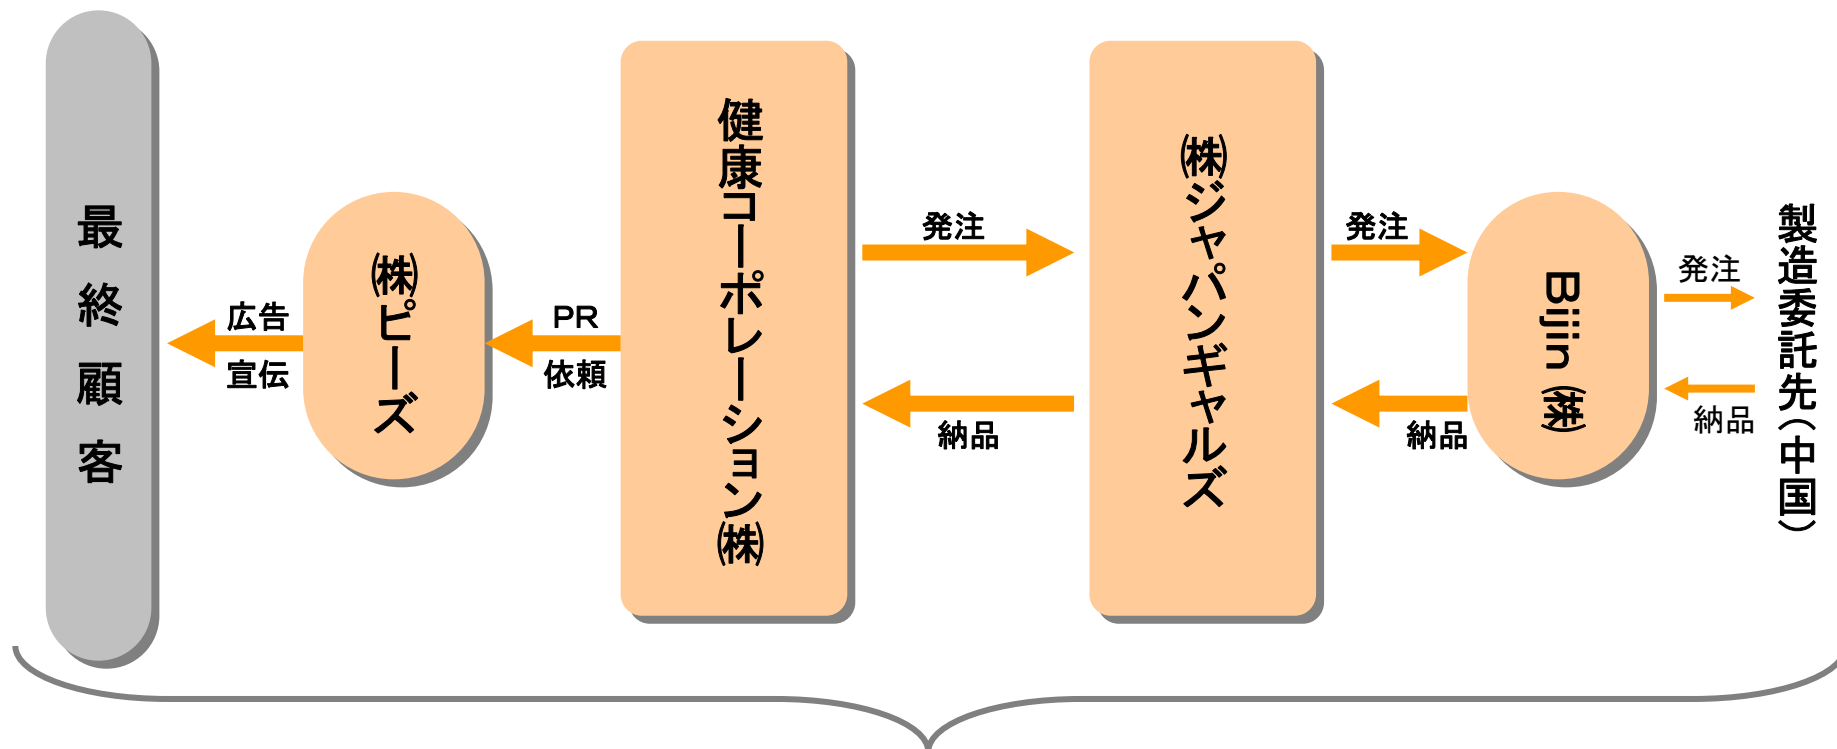 最終顧客
広告
宣伝
㈱ピーズ
PR
依頼
健康コーポレーション㈱
発注
納品
㈱ジャパンギャルズ
発注
納品
Bijin ㈱
発注
納品
製造委託先(中国)